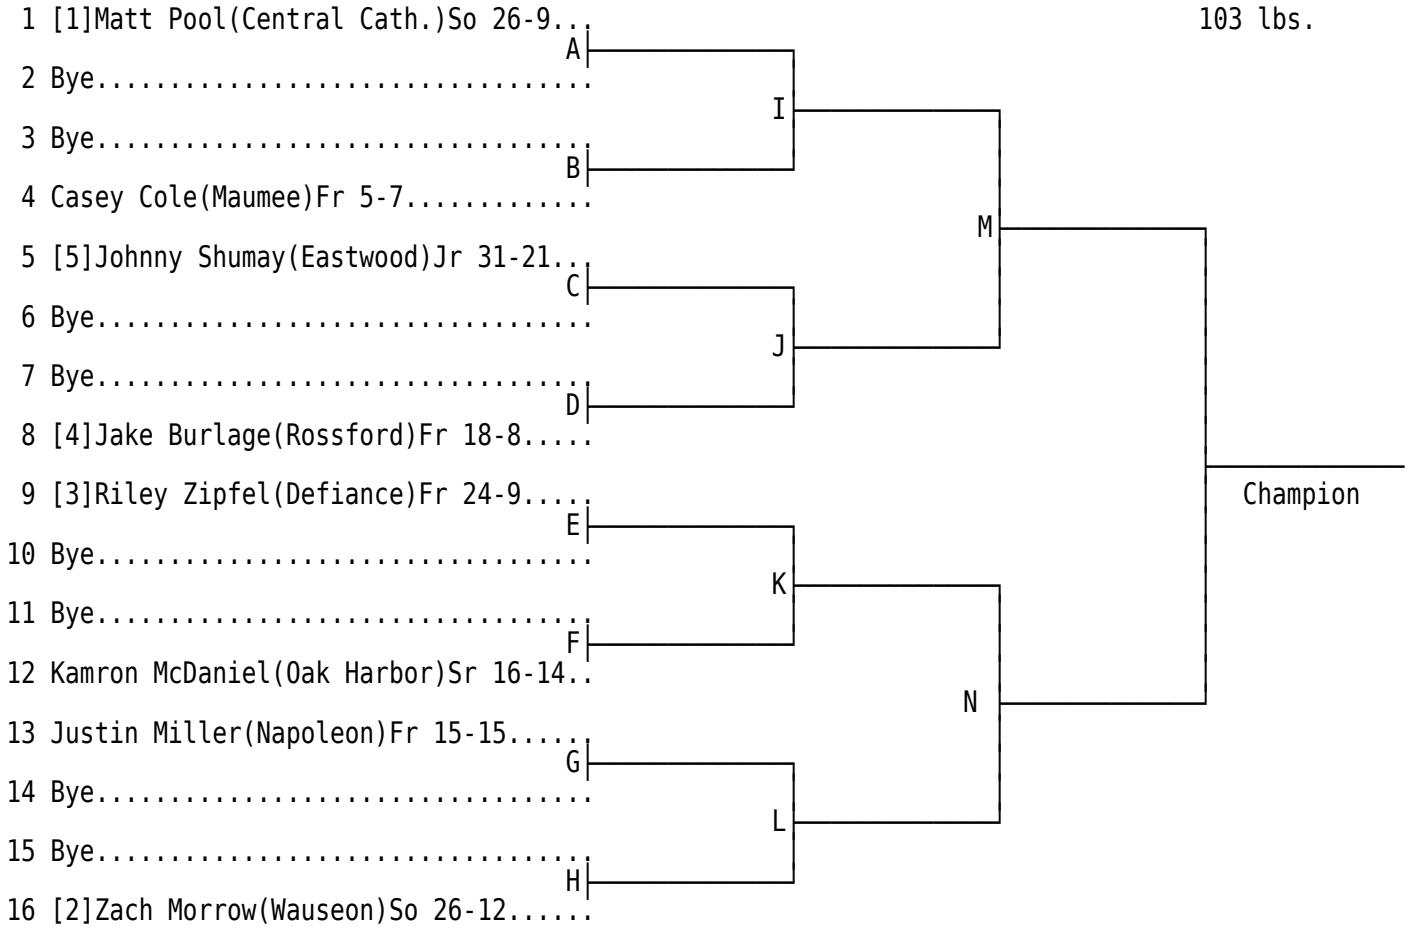 1 [1]Matt Pool(Central Cath.)So 26-9... 103 lbs.
A
2 Bye..................................
I
3 Bye..................................
B
4 Casey Cole(Maumee)Fr 5-7.............
M
5 [5]Johnny Shumay(Eastwood)Jr 31-21...
C
6 Bye..................................
J
7 Bye..................................
D
8 [4]Jake Burlage(Rossford)Fr 18-8.....
9 [3]Riley Zipfel(Defiance)Fr 24-9.....
Champion
E
10 Bye..................................
K
11 Bye..................................
F
12 Kamron McDaniel(Oak Harbor)Sr 16-14..
N
13 Justin Miller(Napoleon)Fr 15-15......
G
14 Bye..................................
L
15 Bye..................................
H
16 [2]Zach Morrow(Wauseon)So 26-12......